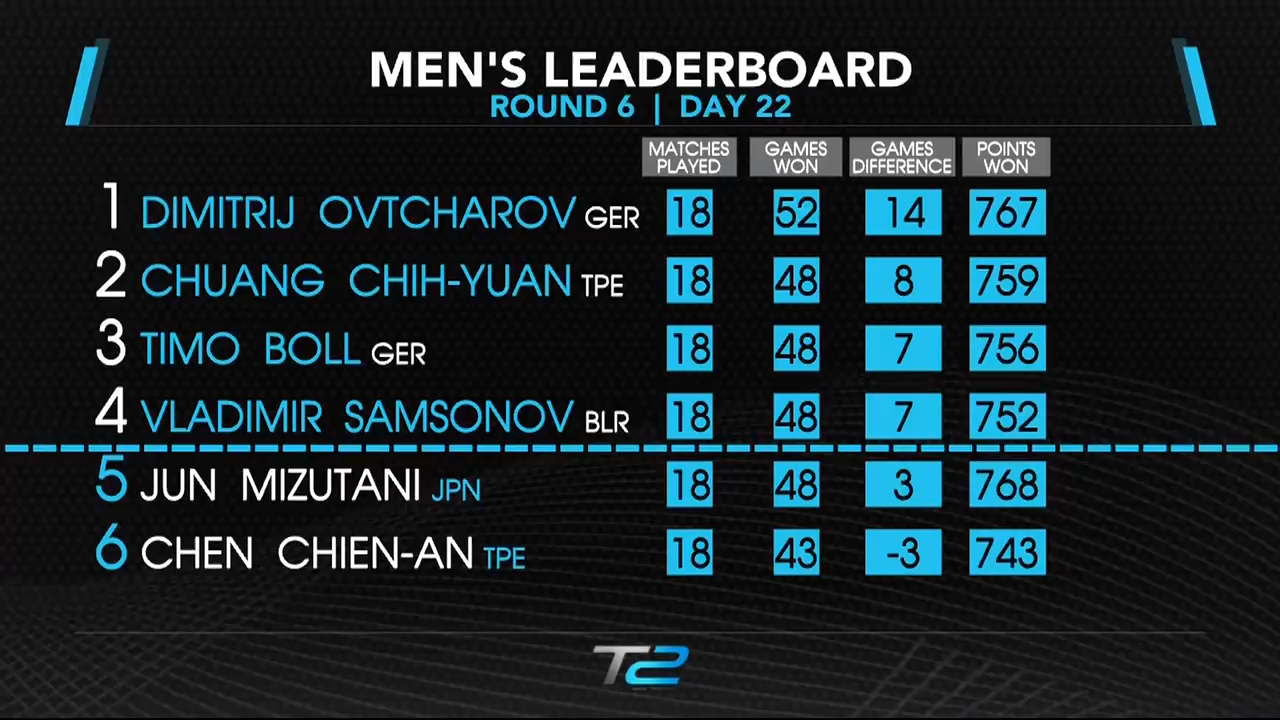 MEN'S LEADERBOARD
ROUND 6 | DAY 22
MATCHES PLAYED GAMES WON GAMES DIFFERENCE POINTS WON
1 DIMITRIJ OVTCHAROV GER 18 52 14 767
2 CHUANG CHIH-YUAN TPE 18 48 8 759
3 TIMO BOLL GER 18 48 7 756
4 VLADIMIR SAMSONOV BLR 18 48 7 752
5 JUN MIZUTANI JPN 18 48 3 768
6 CHEN CHIEN-AN TPE 18 43 -3 743
T2